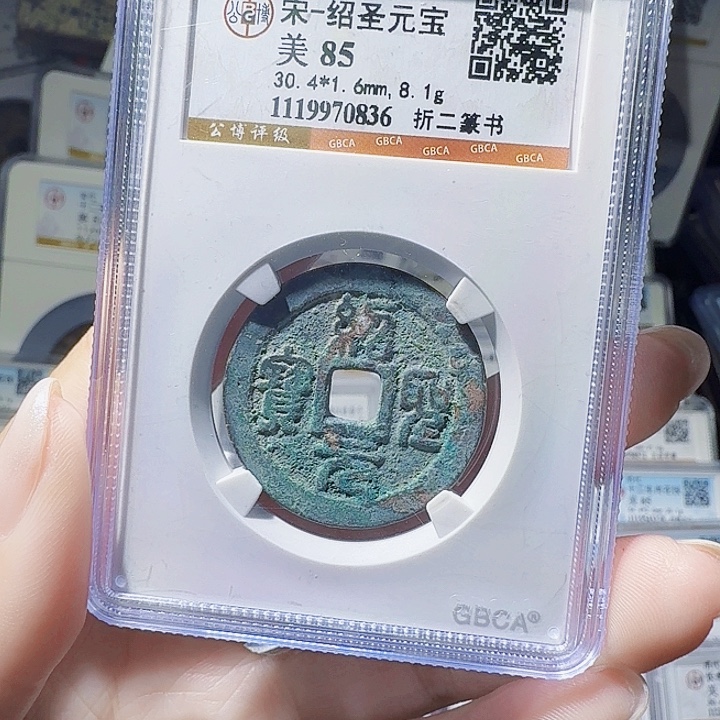 宋-绍圣元宝
美 85
30.4*1.6mm, 8.1g
1119970836 折二篆书
公博评级
GBCA GBCA GBCA GBCA GBCA
紹
寶 聖
元
GBCA®